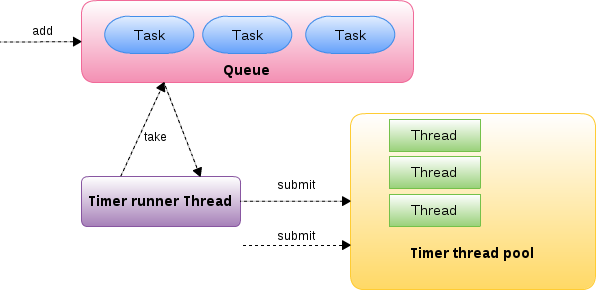 add
Task
Task
Task
Queue
take
Thread
Thread
Timer runner Thread
submit
Thread
submit
Timer thread pool